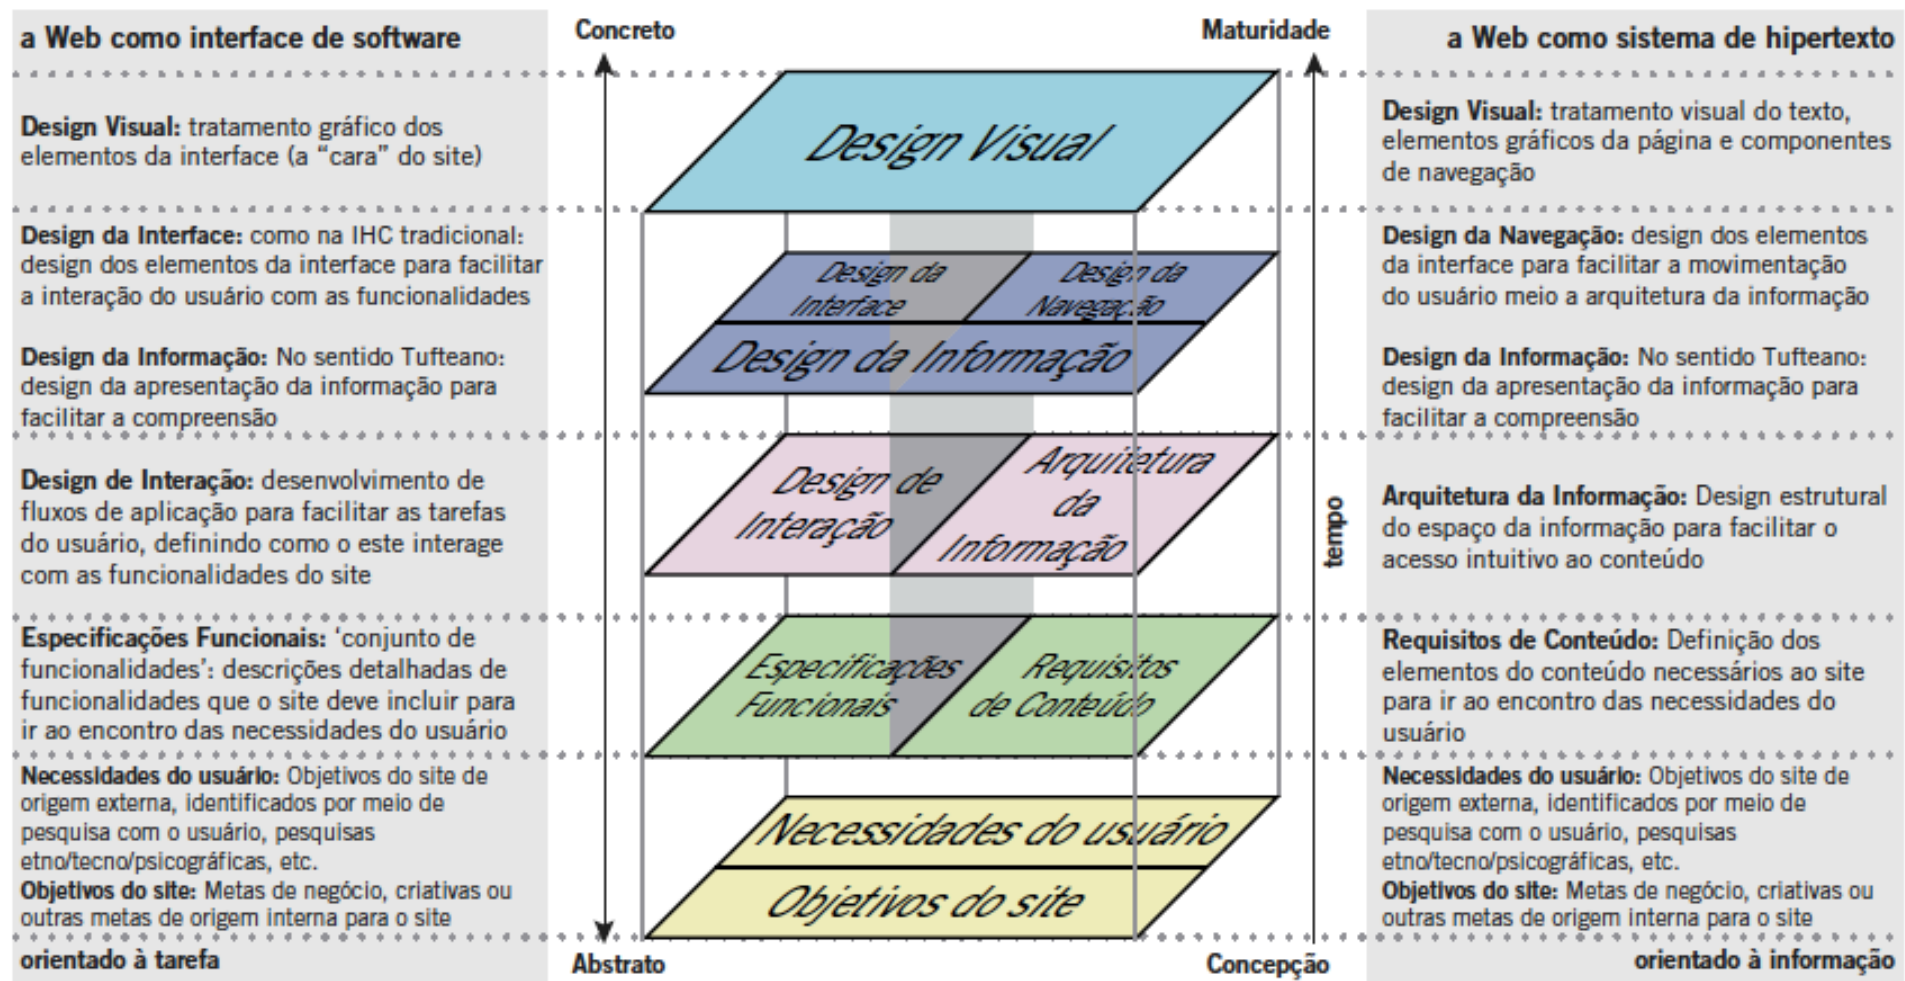 a Web como interface de software
Design Visual: tratamento gráfico dos
elementos da interface (a “cara” do site)
Design da Interface: como na IHC tradicional:
design dos elementos da interface para facilitar
a interação do usuário com as funcionalidades
Design da Informação: No sentido Tufteano:
design da apresentação da informação para
facilitar a compreensão
Design de Interação: desenvolvimento de
fluxos de aplicação para facilitar as tarefas
do usuário, definindo como o este interage
com as funcionalidades do site
Especificações Funcionais: ‘conjunto de
funcionalidades’: descrições detalhadas de
funcionalidades que o site deve incluir para
ir ao encontro das necessidades do usuário
Necessidades do usuário: Objetivos do site de
origem externa, identificados por meio de
pesquisa com o usuário, pesquisas
etno/tecno/psicográficas, etc.
Objetivos do site: Metas de negócio, criativas ou
outras metas de origem interna para o site
orientado à tarefa
Concreto
Maturidade
Design Visual
Design da
Interface
Design da
Navegação
Design da Informação
Design de
Interação
Arquitetura
da
Informação
Especificações
Funcionais
Requisitos
de Conteúdo
Necessidades do usuário
Objetivos do site
tempo
Abstrato
Concepção
a Web como sistema de hipertexto
Design Visual: tratamento visual do texto,
elementos gráficos da página e componentes
de navegação
Design da Navegação: design dos elementos
da interface para facilitar a movimentação
do usuário meio a arquitetura da informação
Design da Informação: No sentido Tufteano:
design da apresentação da informação para
facilitar a compreensão
Arquitetura da Informação: Design estrutural
do espaço da informação para facilitar o
acesso intuitivo ao conteúdo
Requisitos de Conteúdo: Definição dos
elementos do conteúdo necessários ao site
para ir ao encontro das necessidades do
usuário
Necessidades do usuário: Objetivos do site de
origem externa, identificados por meio de
pesquisa com o usuário, pesquisas
etno/tecno/psicográficas, etc.
Objetivos do site: Metas de negócio, criativas ou
outras metas de origem interna para o site
orientado à informação